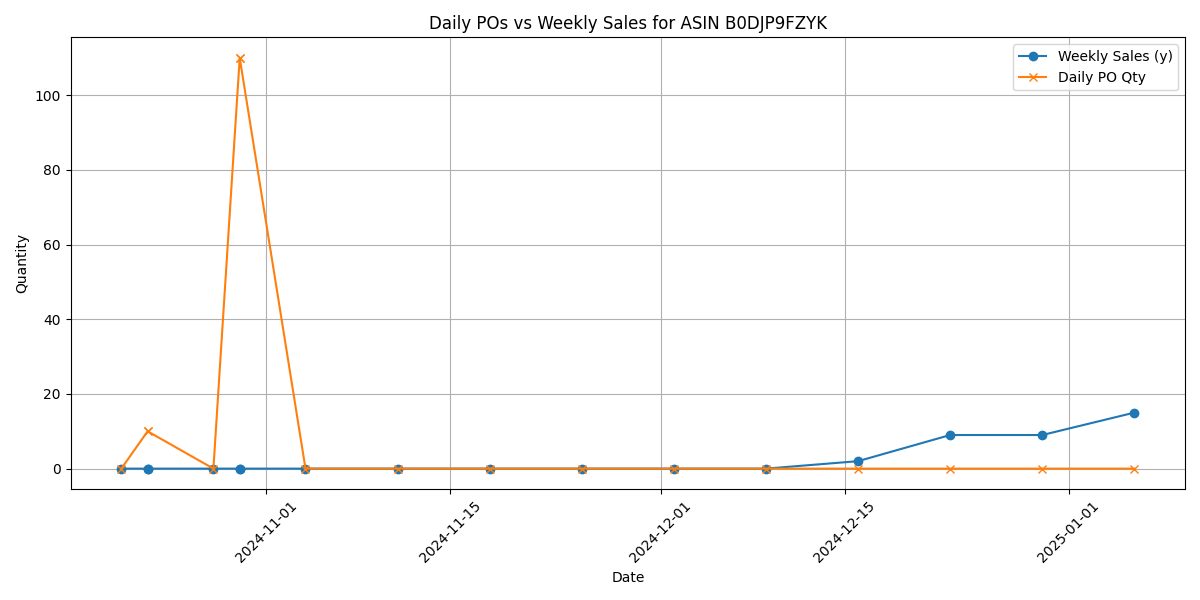 Daily POs vs Weekly Sales for ASIN B0DJP9FZYK
Weekly Sales (y)
Daily PO Qty
Quantity
100
80
60
40
20
0
2024-11-01
2024-11-15
2024-12-01
2024-12-15
2025-01-01
Date